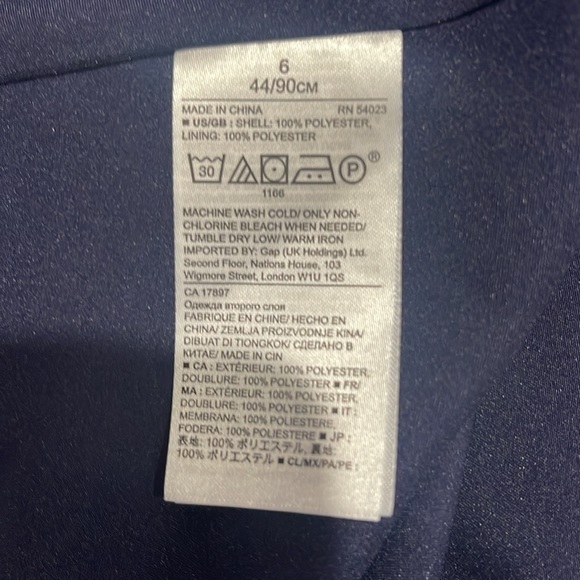 6
44/90CM
MADE IN CHINA RN 54023
■ US/GB : SHELL: 100% POLYESTER,
LINING: 100% POLYESTER
30 P®
1166
MACHINE WASH COLD/ ONLY NON-
CHLORINE BLEACH WHEN NEEDED/
TUMBLE DRY LOW/ WARM IRON
IMPORTED BY: Gap (UK Holdings) Ltd.
Second Floor, Nations House, 103
Wigmore Street, London W1U 1QS
CA 17897
Одежда второго слоя
FABRIQUE EN CHINE/ HECHO EN
CHINA/ ZEMLJA PROIZVODNJE KINA/
DIBUAT DI TIONGKOK/ СДЕЛАНО В
КИТАЕ/ MADE IN CIN
■ CA : EXTÉRIEUR: 100% POLYESTER,
DOUBLURE: 100% POLYESTER ■ FR/
MA : EXTÉRIEUR: 100% POLYESTER,
DOUBLURE: 100% POLYESTER ■ IT :
MEMBRANA: 100% POLIESTERE,
FODERA: 100% POLIESTERE ■ JP :
表地: 100% ポリエステル, 裏地:
100% ポリエステル ■ CL/MX/PA/PE :